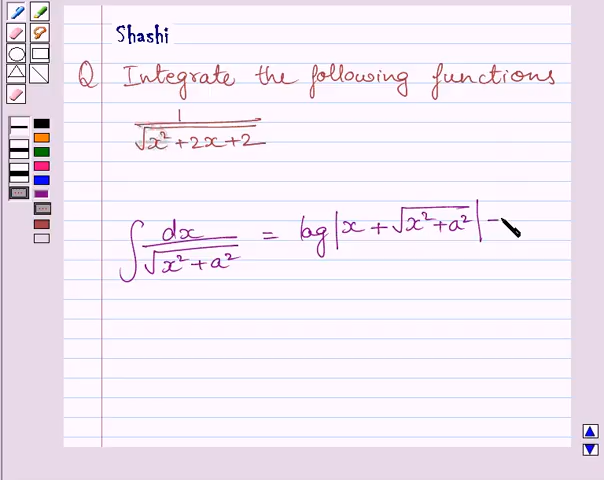 Shashi
Q Integrate the following functions
1/√(x²+2x+2)
∫ dx/√(x²+a²) = log|x + √(x²+a²)| -